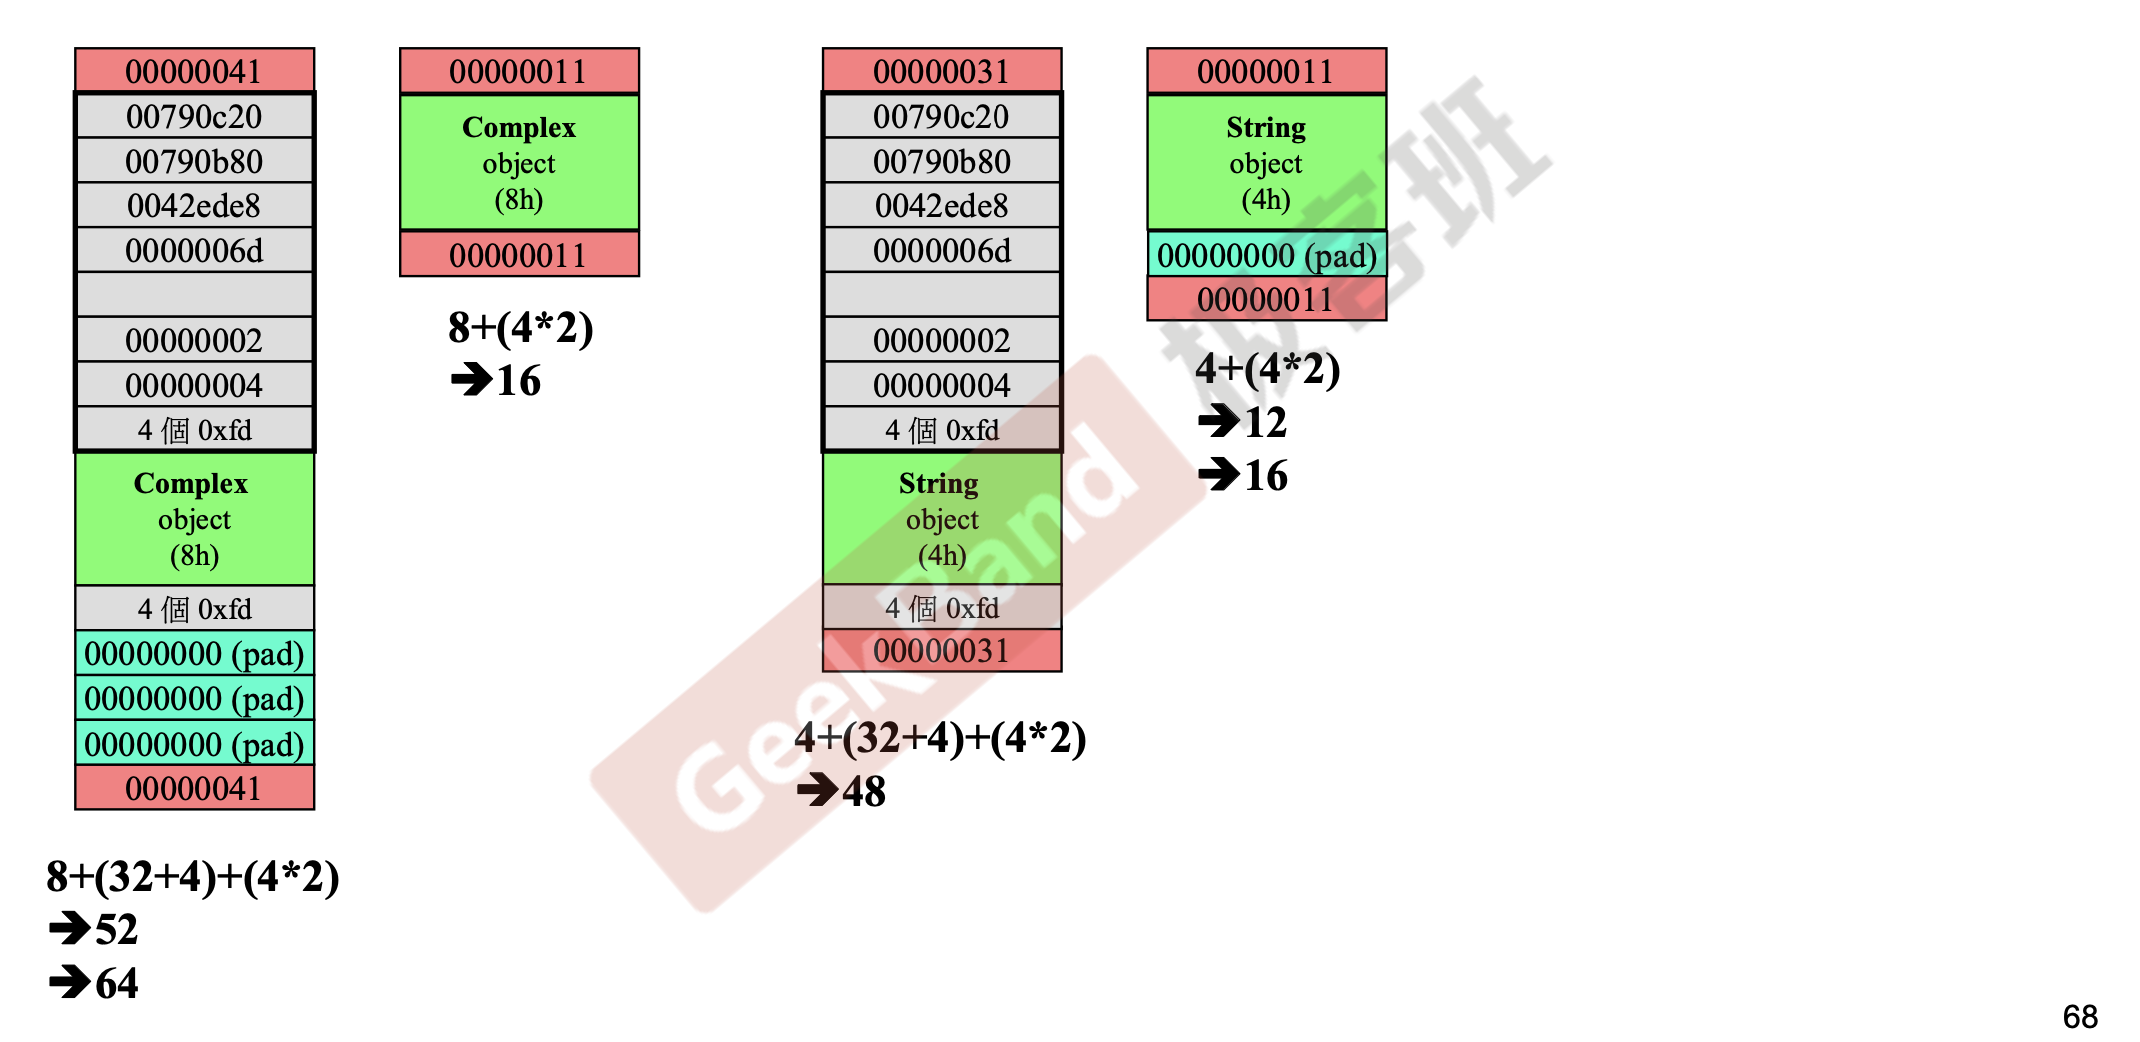 00000041
00790c20
00790b80
0042ede8
0000006d
00000002
00000004
4 個 0xfd
Complex
object
(8h)
4 個 0xfd
00000000 (pad)
00000000 (pad)
00000000 (pad)
00000041
8+(32+4)+(4*2)
➔52
➔64
00000011
Complex
object
(8h)
00000011
8+(4*2)
➔16
00000031
00790c20
00790b80
0042ede8
0000006d
00000002
00000004
4 個 0xfd
String
object
(4h)
4 個 0xfd
00000031
4+(32+4)+(4*2)
➔48
00000011
String
object
(4h)
00000000 (pad)
00000011
4+(4*2)
➔12
➔16
GeekBand
极客班
68